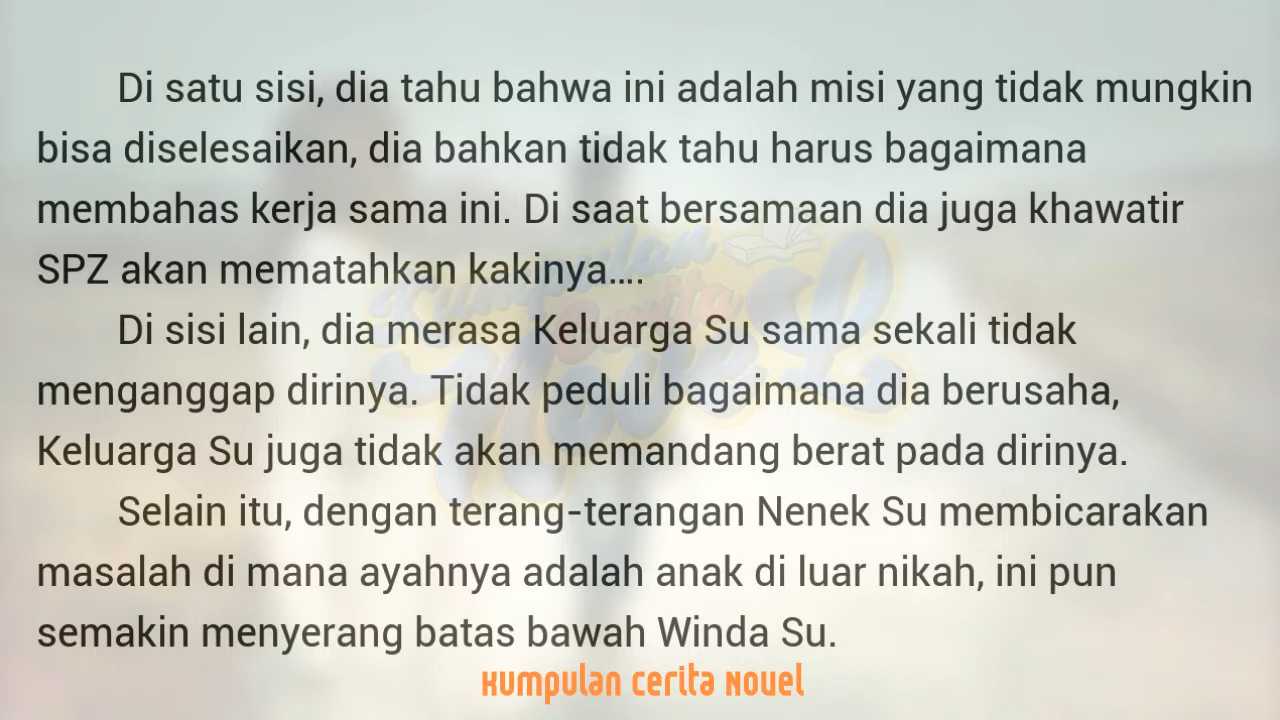 Di satu sisi, dia tahu bahwa ini adalah misi yang tidak mungkin
bisa diselesaikan, dia bahkan tidak tahu harus bagaimana
membahas kerja sama ini. Di saat bersamaan dia juga khawatir
SPZ akan mematahkan kakinya....
Di sisi lain, dia merasa Keluarga Su sama sekali tidak
menganggap dirinya. Tidak peduli bagaimana dia berusaha,
Keluarga Su juga tidak akan memandang berat pada dirinya.
Selain itu, dengan terang-terangan Nenek Su membicarakan
masalah di mana ayahnya adalah anak di luar nikah, ini pun
semakin menyerang batas bawah Winda Su.
Kumpulan Cerita Novel
Kumpulan
Cerita
NoveL